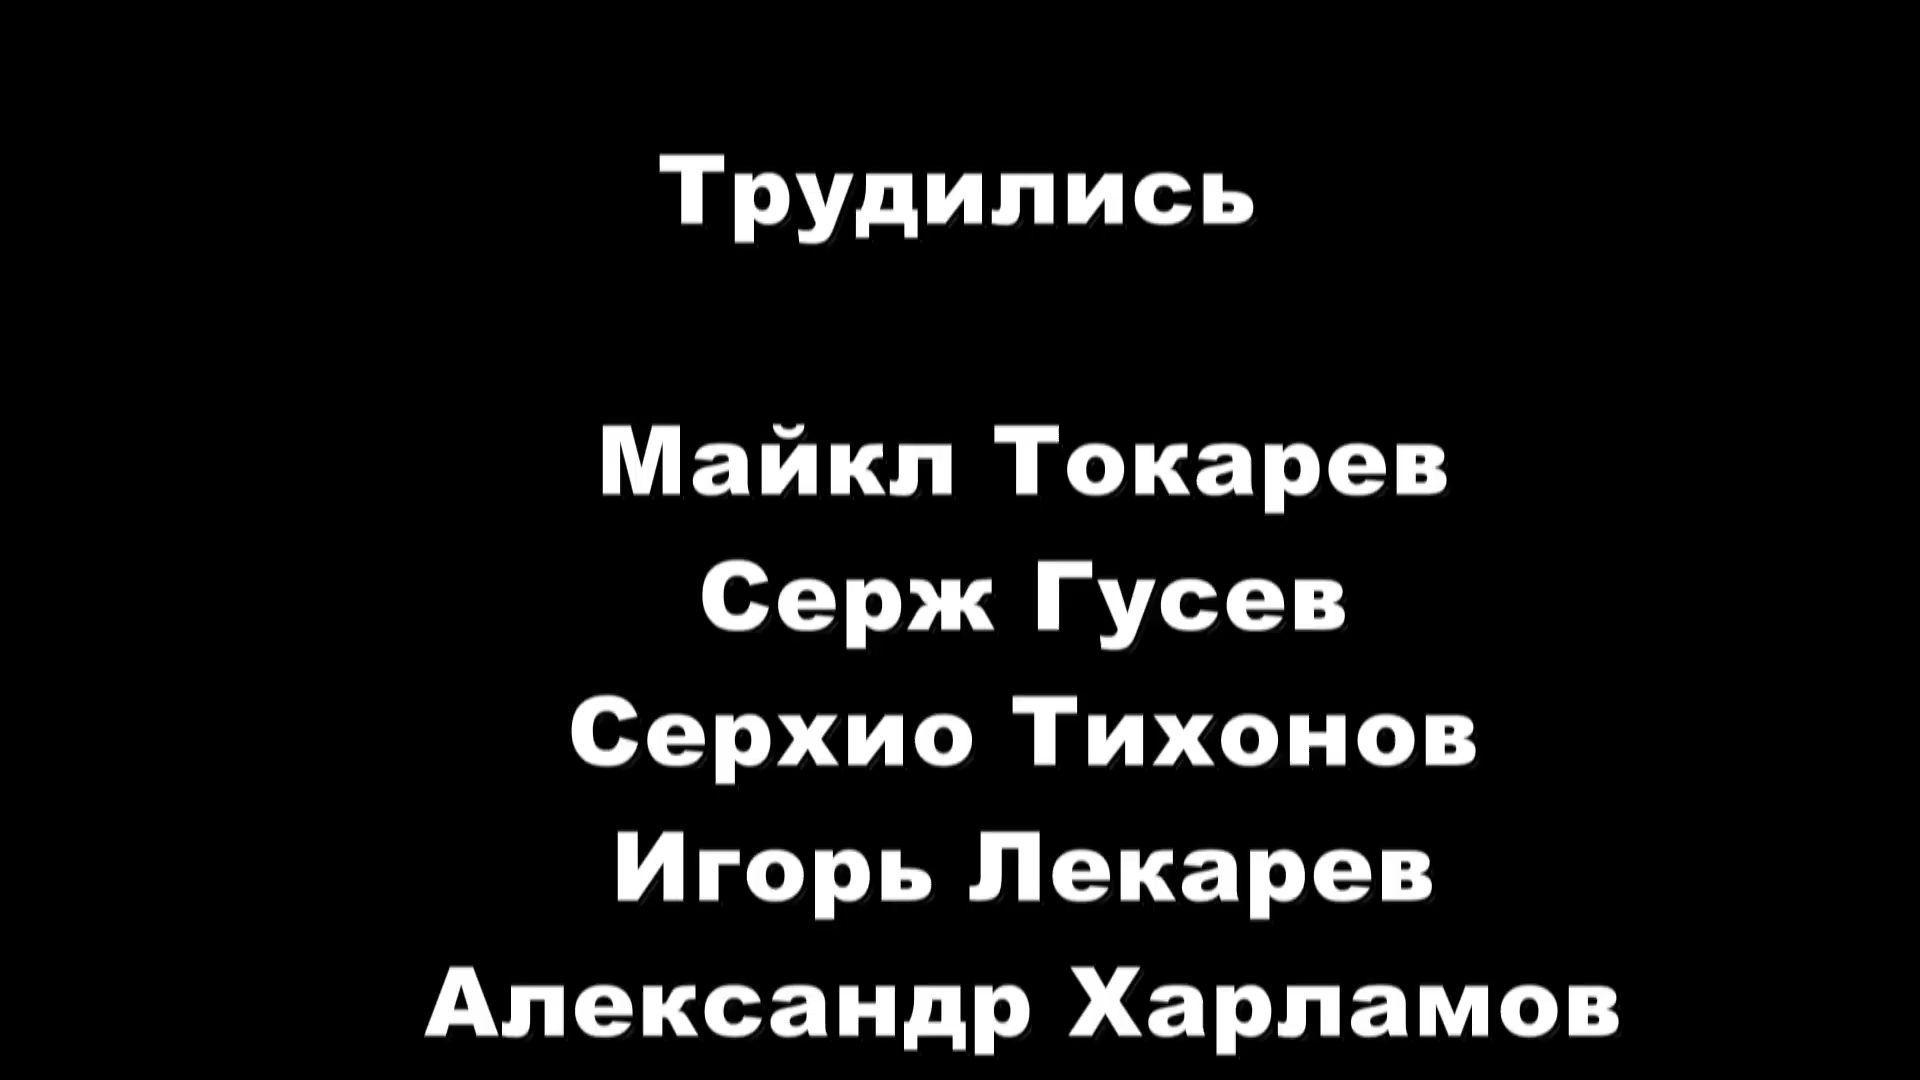 Трудились
Майкл Токарев
Серж Гусев
Серхио Тихонов
Игорь Лекарев
Александр Харламов